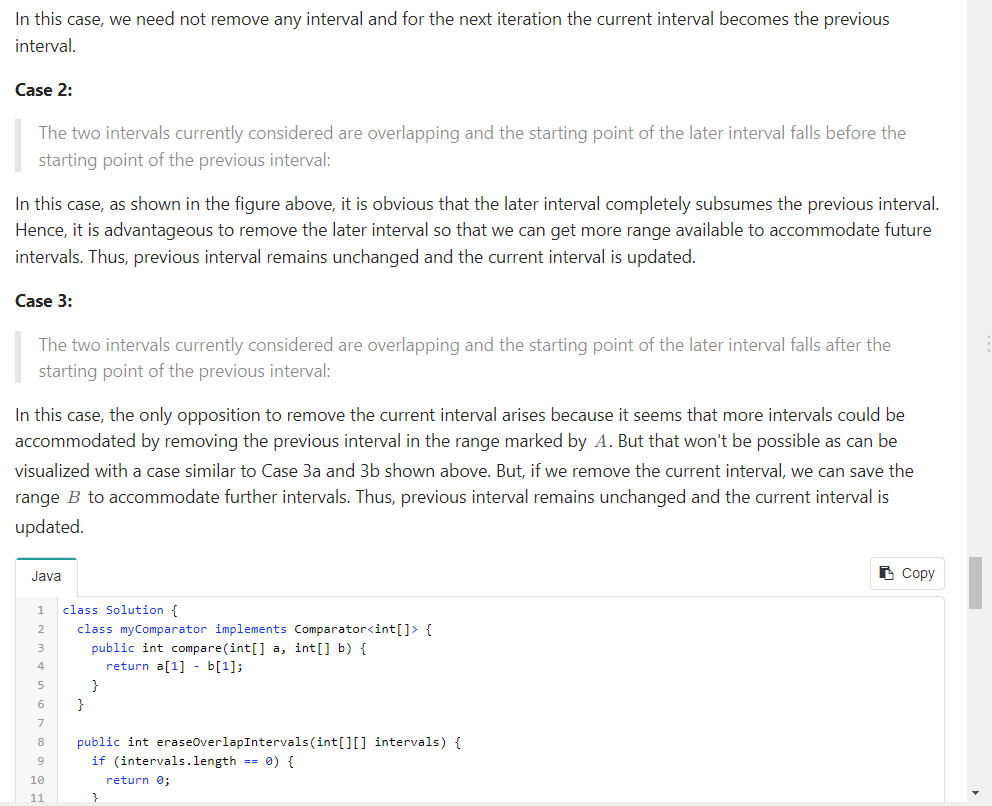 In this case, we need not remove any interval and for the next iteration the current interval becomes the previous
interval.
Case 2:
The two intervals currently considered are overlapping and the starting point of the later interval falls before the
starting point of the previous interval:
In this case, as shown in the figure above, it is obvious that the later interval completely subsumes the previous interval.
Hence, it is advantageous to remove the later interval so that we can get more range available to accommodate future
intervals. Thus, previous interval remains unchanged and the current interval is updated.
Case 3:
The two intervals currently considered are overlapping and the starting point of the later interval falls after the
starting point of the previous interval:
In this case, the only opposition to remove the current interval arises because it seems that more intervals could be
accommodated by removing the previous interval in the range marked by A. But that won't be possible as can be
visualized with a case similar to Case 3a and 3b shown above. But, if we remove the current interval, we can save the
range B to accommodate further intervals. Thus, previous interval remains unchanged and the current interval is
updated.
Java
Copy
1 class Solution {
2   class myComparator implements Comparator<int[]> {
3     public int compare(int[] a, int[] b) {
4       return a[1] - b[1];
5     }
6   }
7
8   public int eraseOverlapIntervals(int[][] intervals) {
9     if (intervals.length == 0) {
10       return 0;
11     }